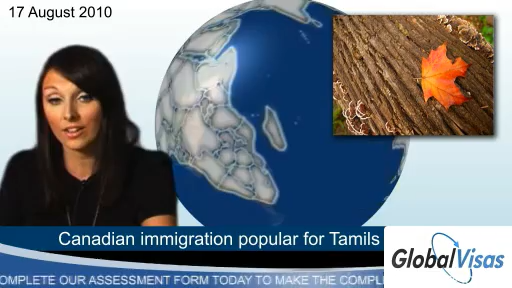 17 August 2010
Canadian immigration popular for Tamils
GlobalVisas
COMPLETE OUR ASSESSMENT FORM TODAY TO MAKE THE